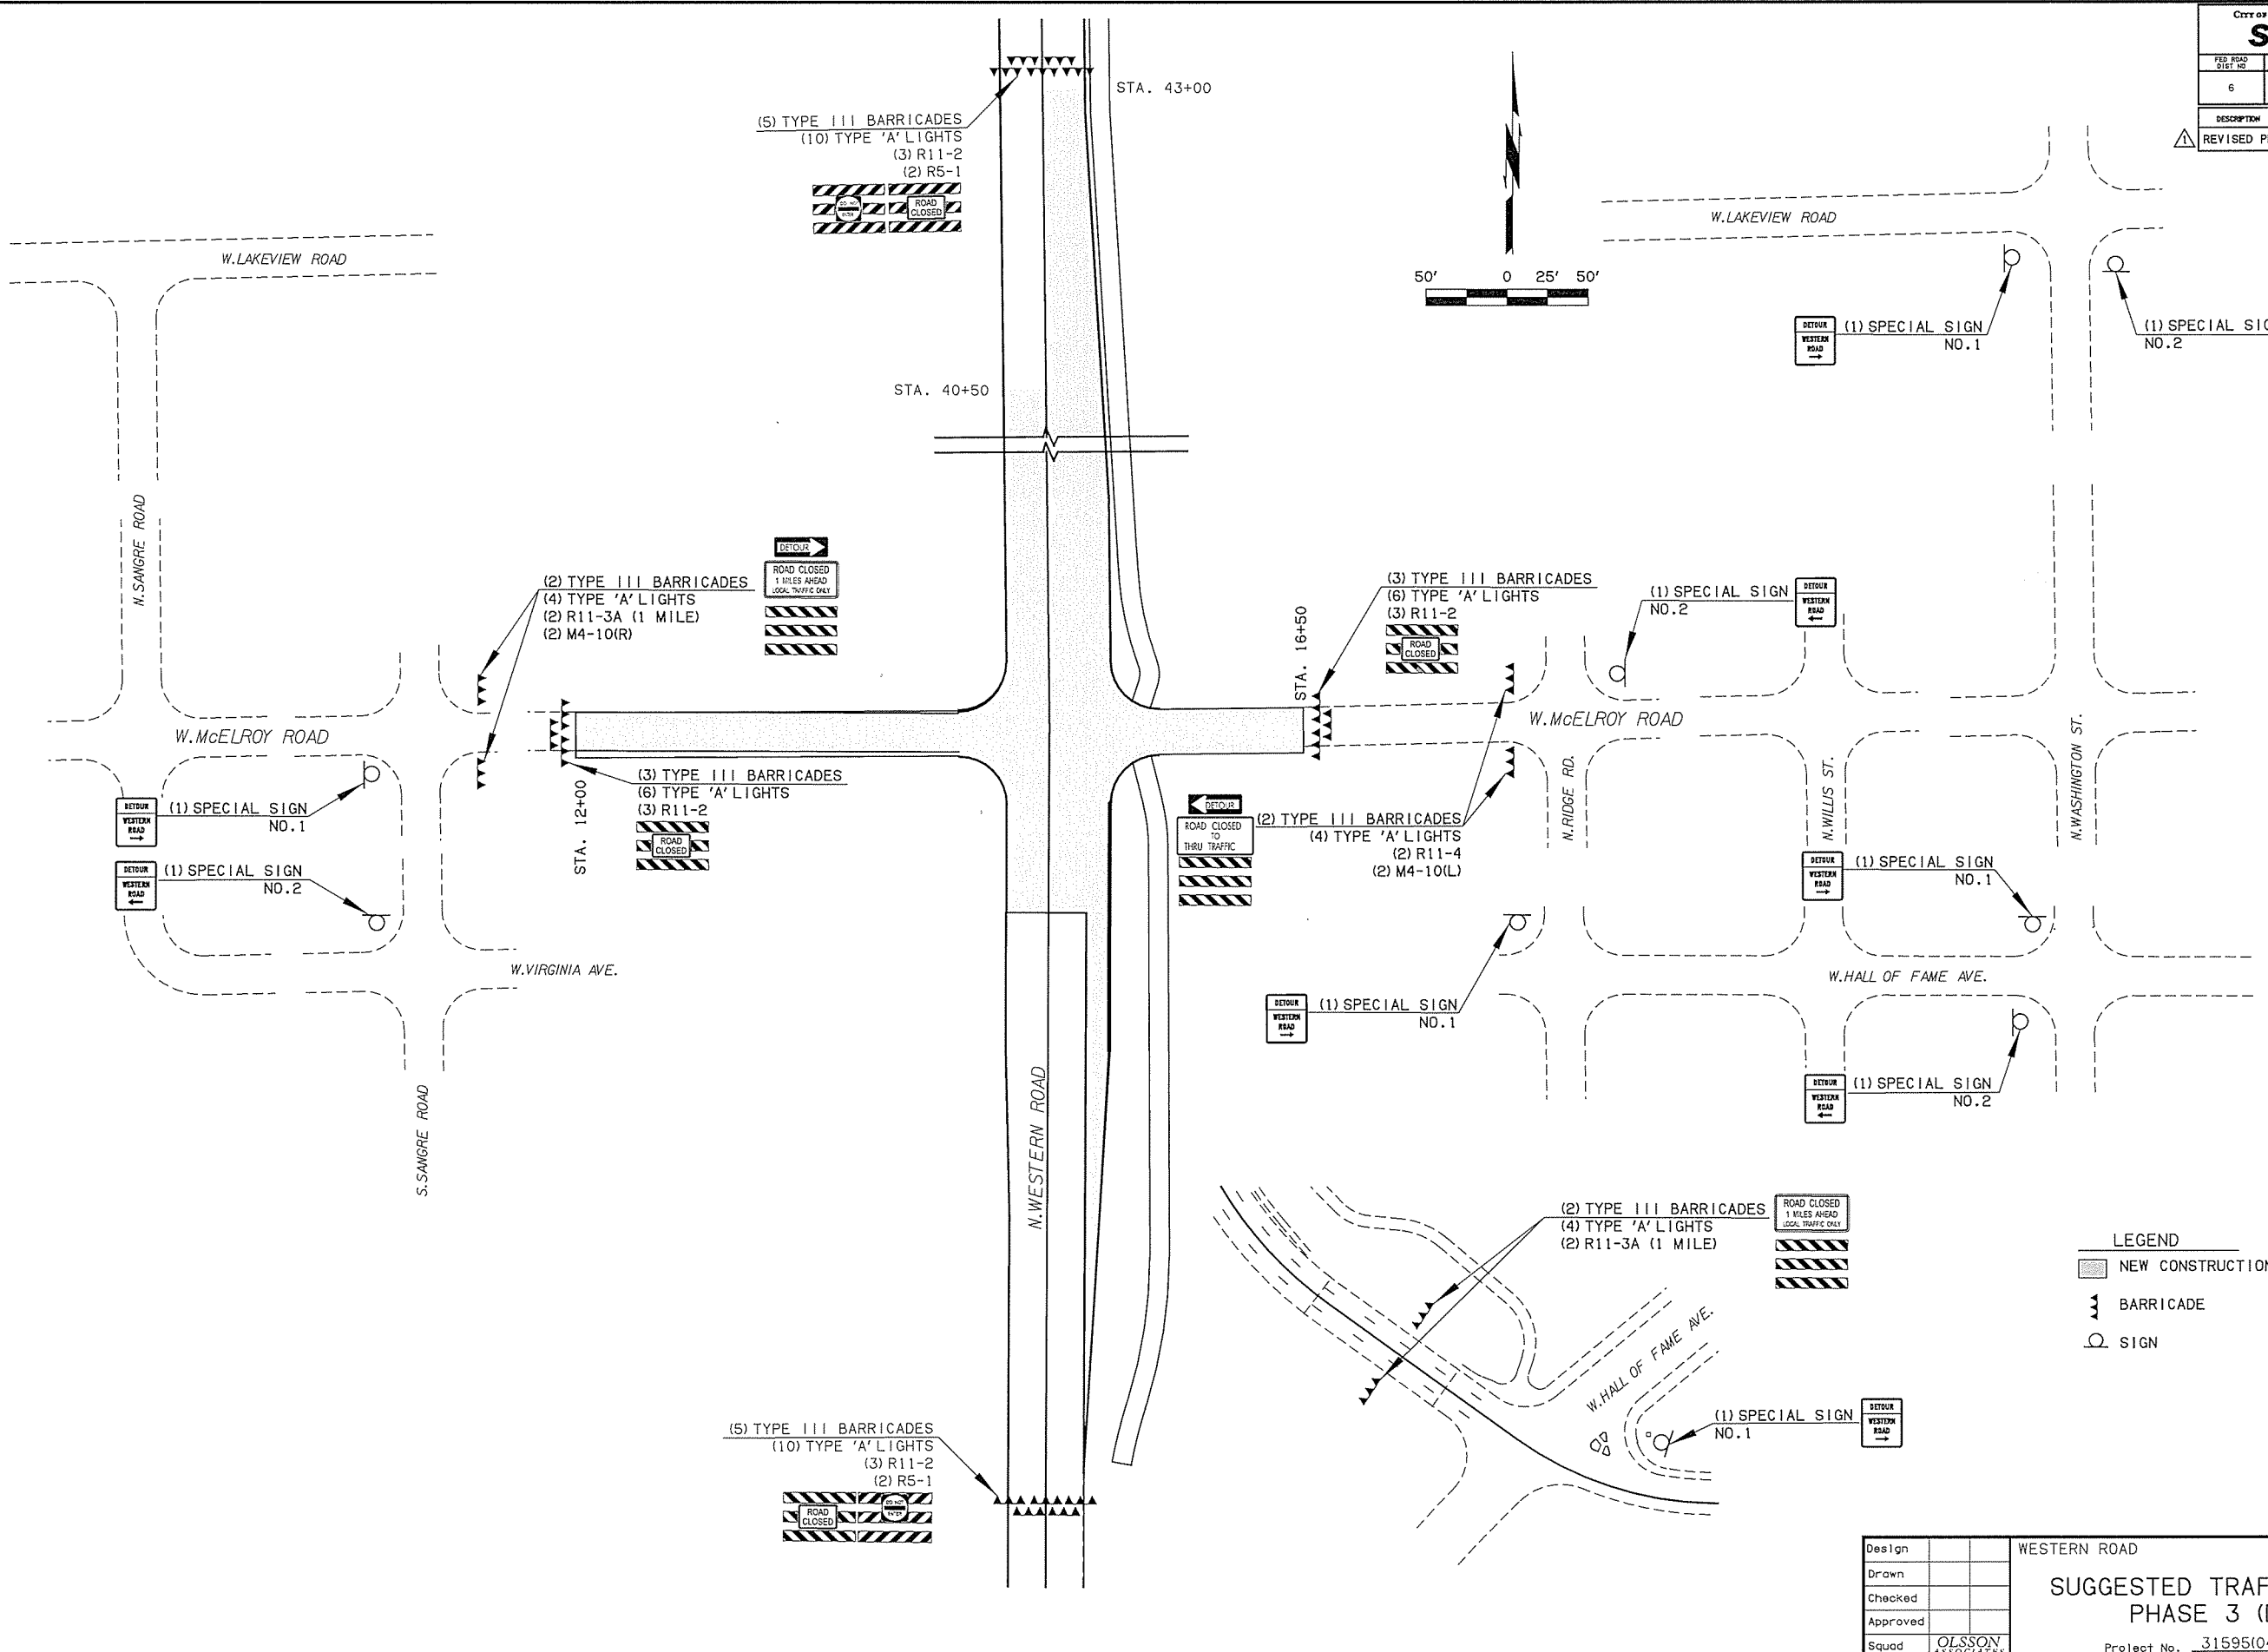 CITY OF
S
FED ROAD
DIST NO
6
DESCRIPTION
1
REVISED
STA. 43+00
(5) TYPE III BARRICADES
(10) TYPE 'A' LIGHTS
(3) R11-2
(2) R5-1
DO NOT
ENTER
ROAD
CLOSED
W.LAKEVIEW ROAD
W.LAKEVIEW ROAD
50' 0 25' 50'
DETOUR
WESTERN
ROAD
(1) SPECIAL SIGN
NO.1
(1) SPECIAL
NO.2
STA. 40+50
N.SANGRE ROAD
DETOUR
ROAD CLOSED
1 MILES AHEAD
LOCAL TRAFFIC ONLY
(2) TYPE III BARRICADES
(4) TYPE 'A' LIGHTS
(2) R11-3A (1 MILE)
(2) M4-10(R)
(3) TYPE III BARRICADES
(6) TYPE 'A' LIGHTS
(3) R11-2
ROAD
CLOSED
STA. 16+50
(1) SPECIAL SIGN
NO.2
DETOUR
WESTERN
ROAD
W.McELROY ROAD
W.McELROY ROAD
N.RIDGE RD.
N.WILLIS ST.
N.WASHINGTON ST.
DETOUR
WESTERN
ROAD
(1) SPECIAL SIGN
NO.1
DETOUR
WESTERN
ROAD
(1) SPECIAL SIGN
NO.2
STA. 12+00
(3) TYPE III BARRICADES
(6) TYPE 'A' LIGHTS
(3) R11-2
ROAD
CLOSED
DETOUR
ROAD CLOSED
TO
THRU TRAFFIC
(2) TYPE III BARRICADES
(4) TYPE 'A' LIGHTS
(2) R11-4
(2) M4-10(L)
DETOUR
WESTERN
ROAD
(1) SPECIAL SIGN
NO.1
W.VIRGINIA AVE.
W.HALL OF FAME AVE.
DETOUR
WESTERN
ROAD
(1) SPECIAL SIGN
NO.1
DETOUR
WESTERN
ROAD
(1) SPECIAL SIGN
NO.2
S.SANGRE ROAD
N.WESTERN ROAD
(2) TYPE III BARRICADES
(4) TYPE 'A' LIGHTS
(2) R11-3A (1 MILE)
ROAD CLOSED
1 MILES AHEAD
LOCAL TRAFFIC ONLY
W.HALL OF FAME AVE.
LEGEND
NEW CONSTRUCTION
BARRICADE
SIGN
(1) SPECIAL SIGN
NO.1
DETOUR
WESTERN
ROAD
(5) TYPE III BARRICADES
(10) TYPE 'A' LIGHTS
(3) R11-2
(2) R5-1
ROAD
CLOSED
DO NOT
ENTER
Design
Drawn
Checked
Approved
Squad
OLSSON
ASSOCIATES
WESTERN ROAD
SUGGESTED
PHASE 3
Project No. 31595(0